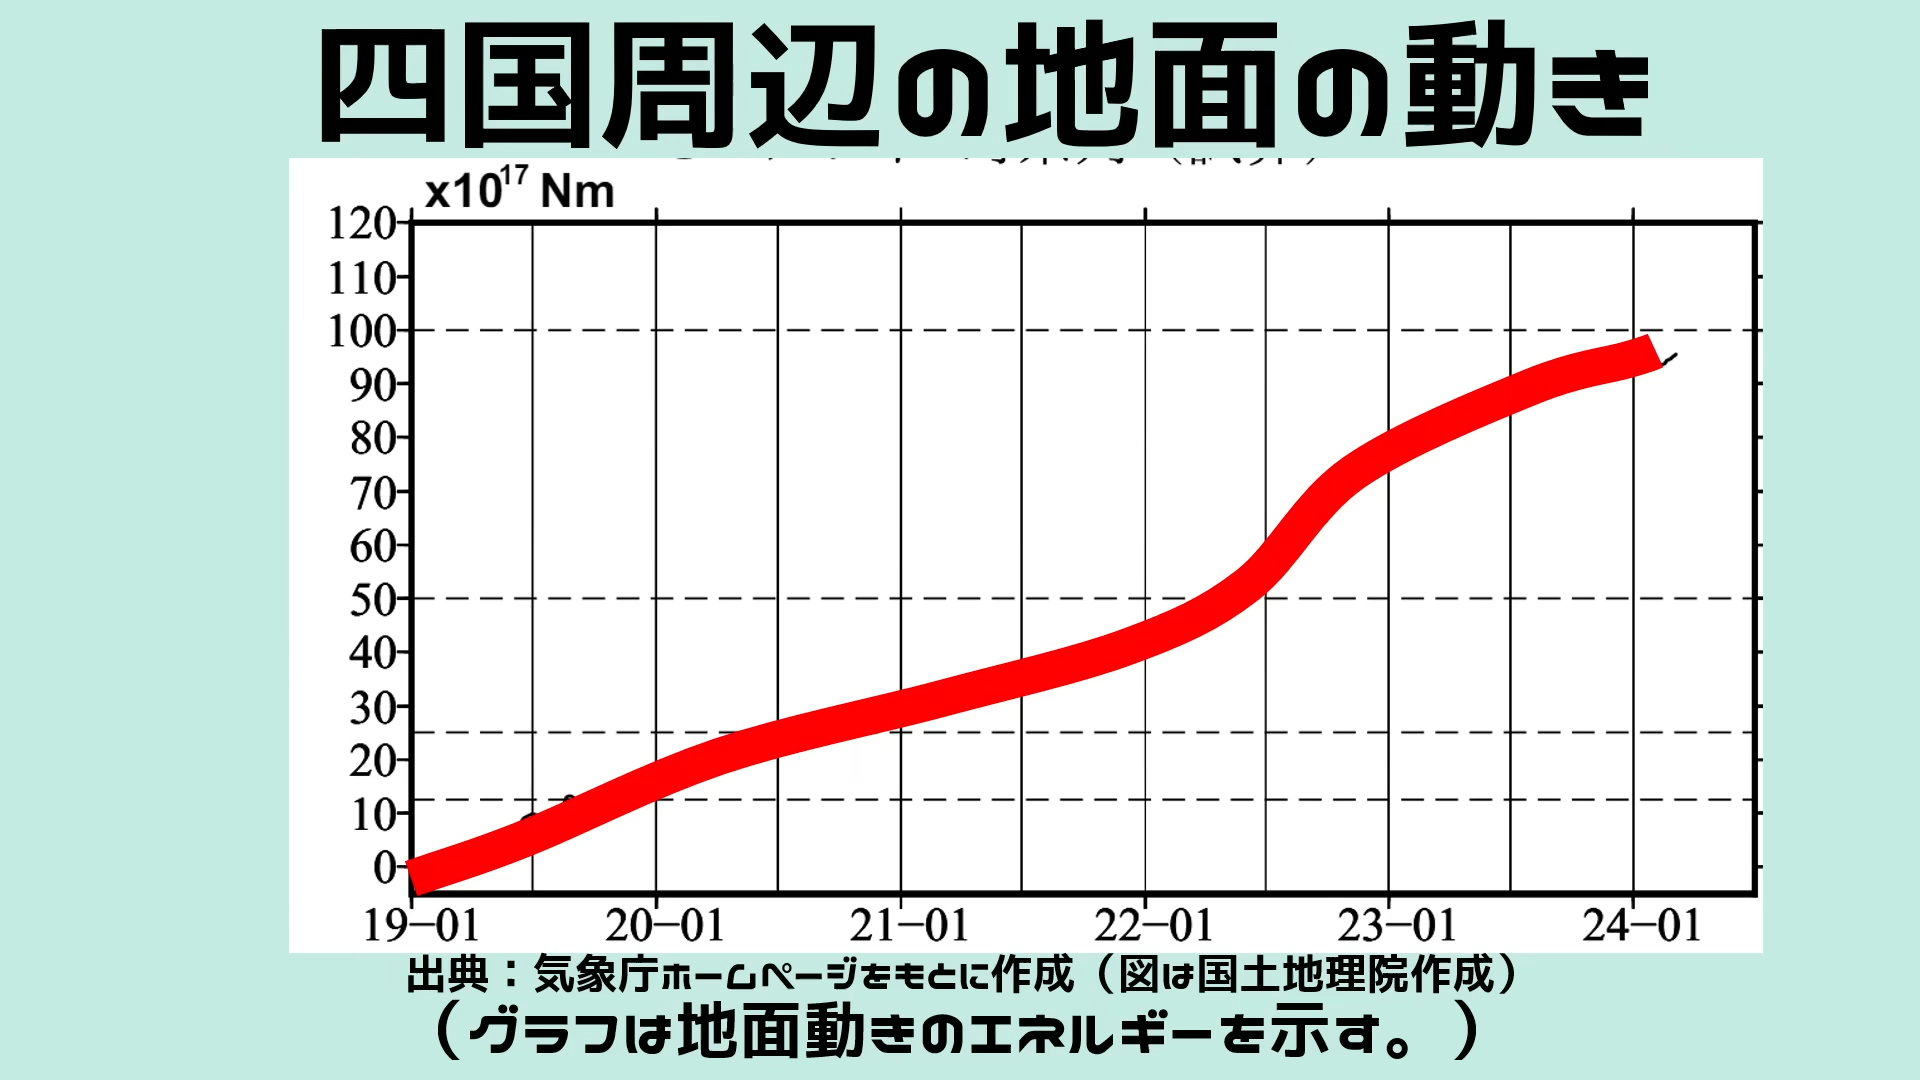 四国周辺の地面の動き
x10¹⁷ Nm
120
110
100
90
80
70
60
50
40
30
20
10
0
19–01 20–01 21–01 22–01 23–01 24–01
出典：気象庁ホームページをもとに作成（図は国土地理院作成）
（グラフは地面動きのエネルギーを示す。）